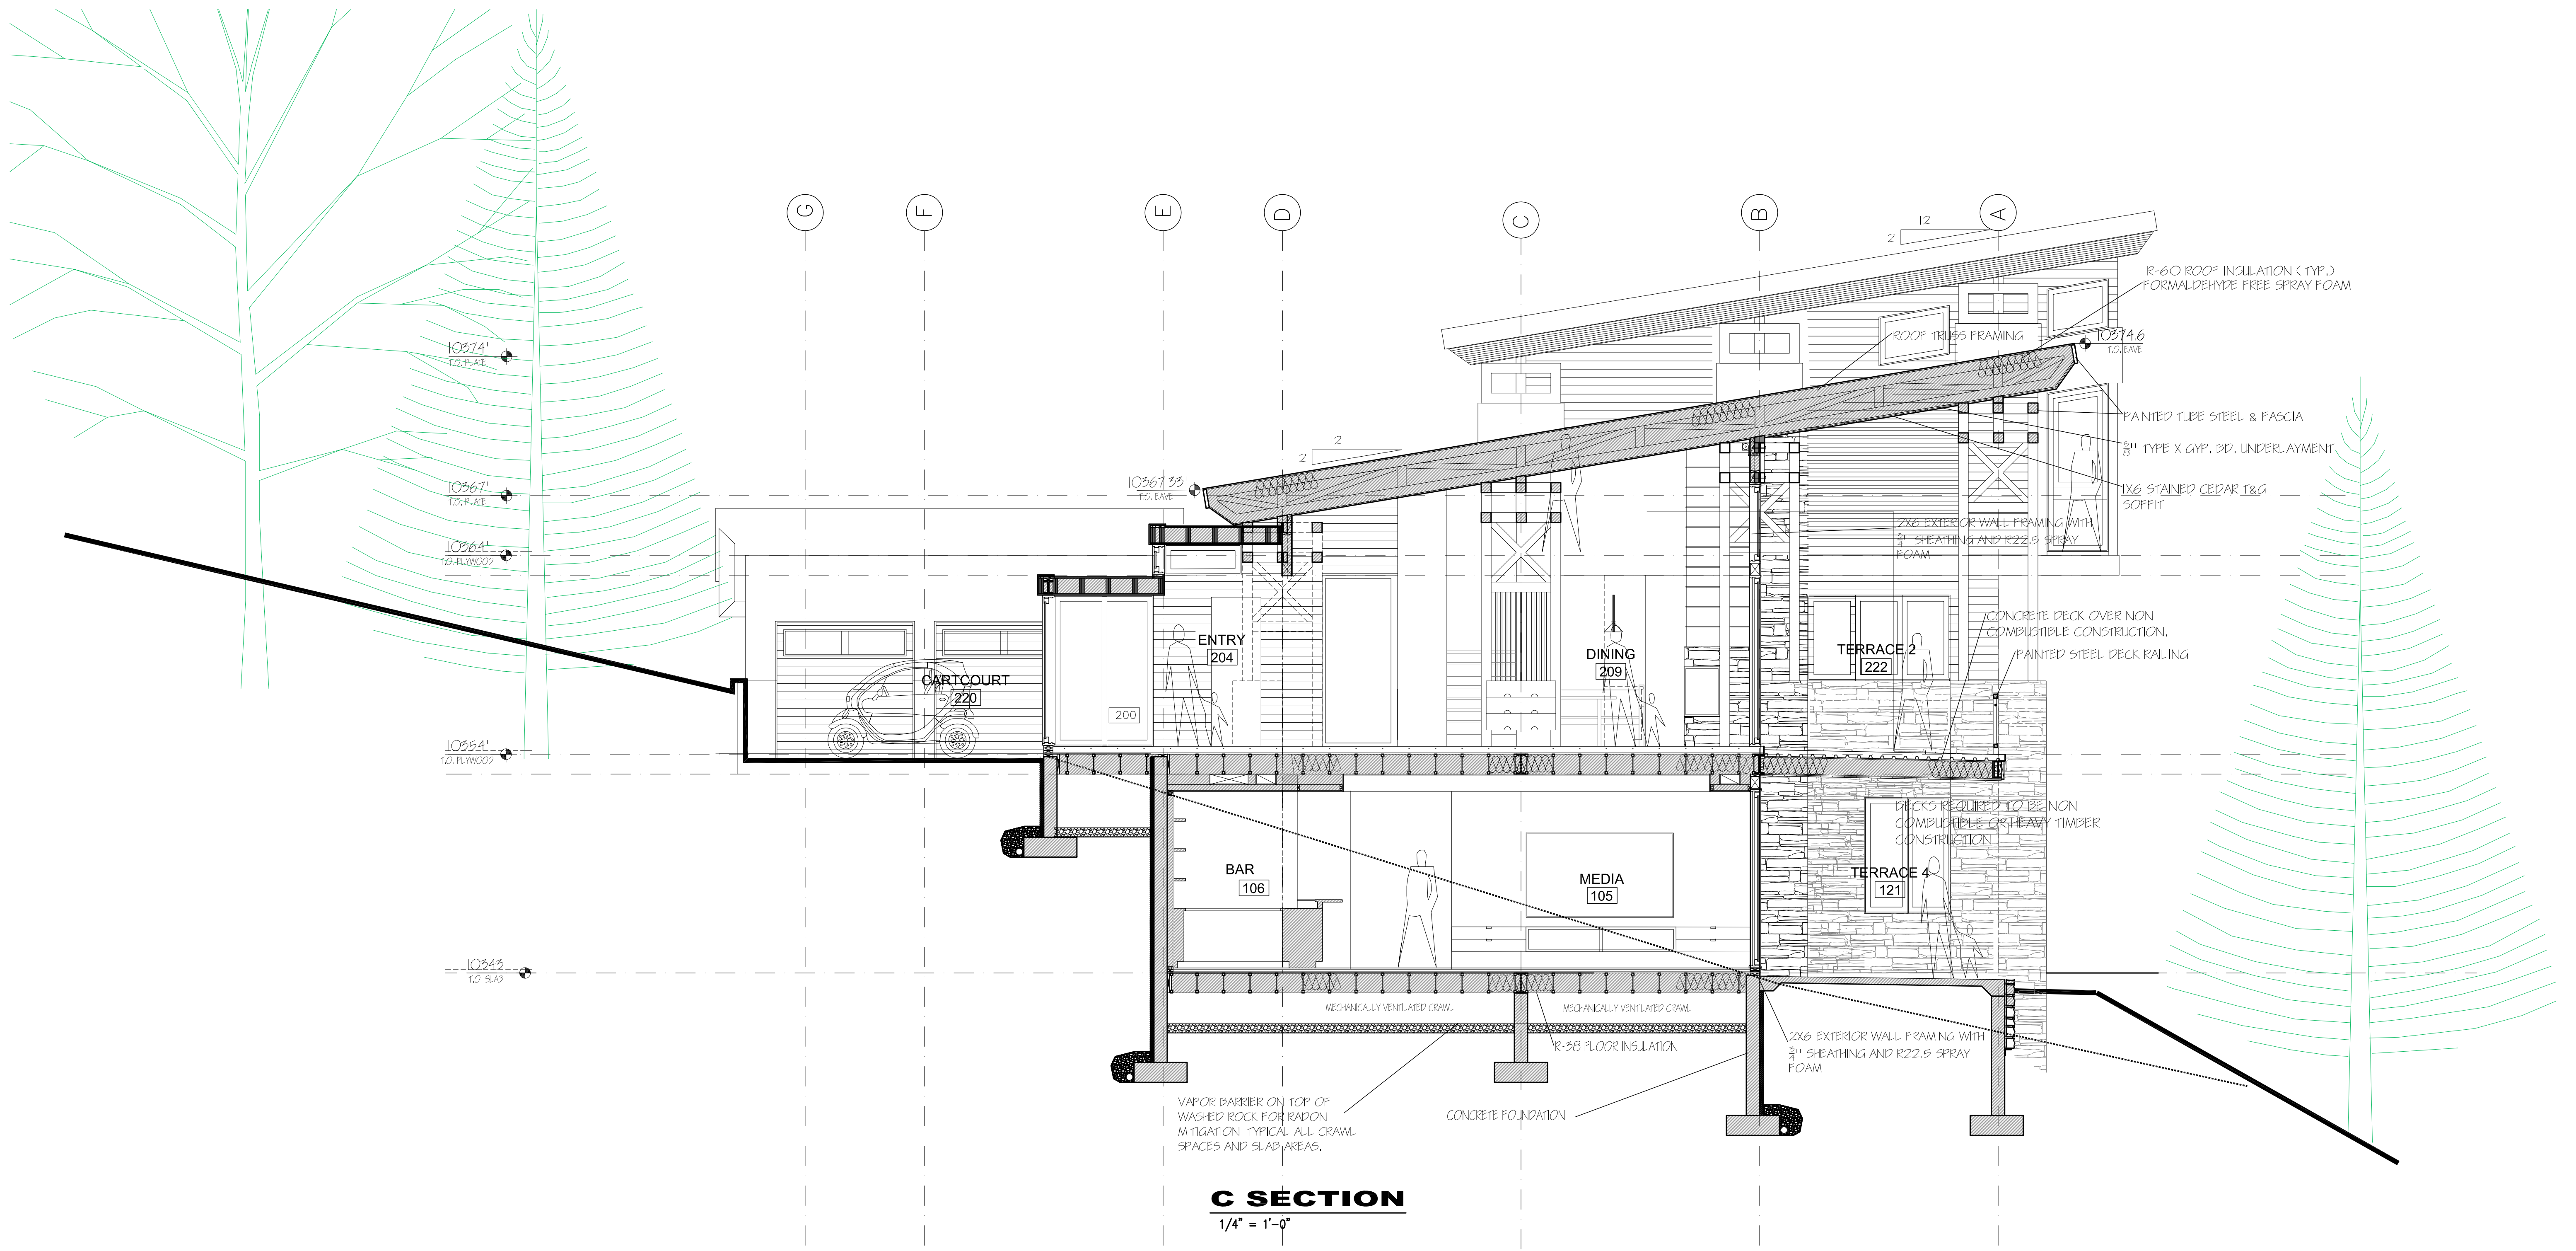 G
F
E
D
C
B
A
12
2
R-60 ROOF INSULATION (TYP.)
FORMALDEHYDE FREE SPRAY FOAM
ROOF TRUSS FRAMING
10374'
T.O. PLATE
10374.6'
T.O. EAVE
PAINTED TUBE STEEL & FASCIA
12
2
5/8" TYPE X GYP. BD. UNDERLAYMENT
10367'
T.O. PLATE
10367.33'
T.O. EAVE
1X6 STAINED CEDAR T&G
SOFFIT
2X6 EXTERIOR WALL FRAMING WITH
3/4" SHEATHING AND R22.5 SPRAY
FOAM
10364'
T.O. PLYWOOD
CONCRETE DECK OVER NON
COMBUSTIBLE CONSTRUCTION.
PAINTED STEEL DECK RAILING
ENTRY
204
DINING
209
TERRACE 2
222
CARTCOURT
220
200
10354'
T.O. PLYWOOD
DECKS REQUIRED TO BE NON
COMBUSTIBLE OR HEAVY TIMBER
CONSTRUCTION
BAR
106
MEDIA
105
TERRACE 4
121
10343'
T.O. SLAB
MECHANICALLY VENTILATED CRAWL
MECHANICALLY VENTILATED CRAWL
R-38 FLOOR INSULATION
2X6 EXTERIOR WALL FRAMING WITH
3/4" SHEATHING AND R22.5 SPRAY
FOAM
VAPOR BARRIER ON TOP OF
WASHED ROCK FOR RADON
MITIGATION. TYPICAL ALL CRAWL
SPACES AND SLAB AREAS.
CONCRETE FOUNDATION
C SECTION
1/4" = 1'-0"